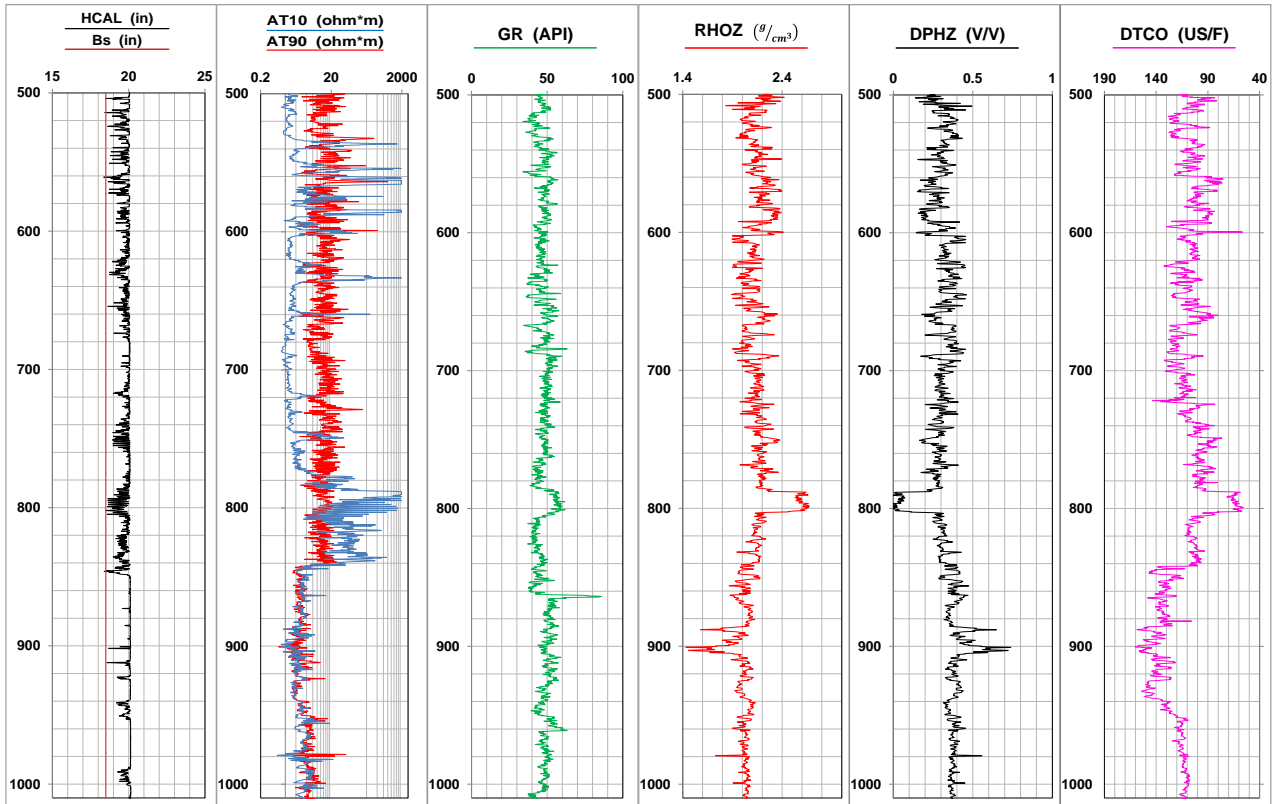 HCAL (in)
Bs (in)
15 20 25
500
600
700
800
900
1000
AT10 (ohm*m)
AT90 (ohm*m)
0.2 20 2000
500
600
700
800
900
1000
GR (API)
0 50 100
500
600
700
800
900
1000
RHOZ (g/cm³)
1.4 2.4
500
600
700
800
900
1000
DPHZ (V/V)
0 0.5 1
500
600
700
800
900
1000
DTCO (US/F)
190 140 90 40
500
600
700
800
900
1000